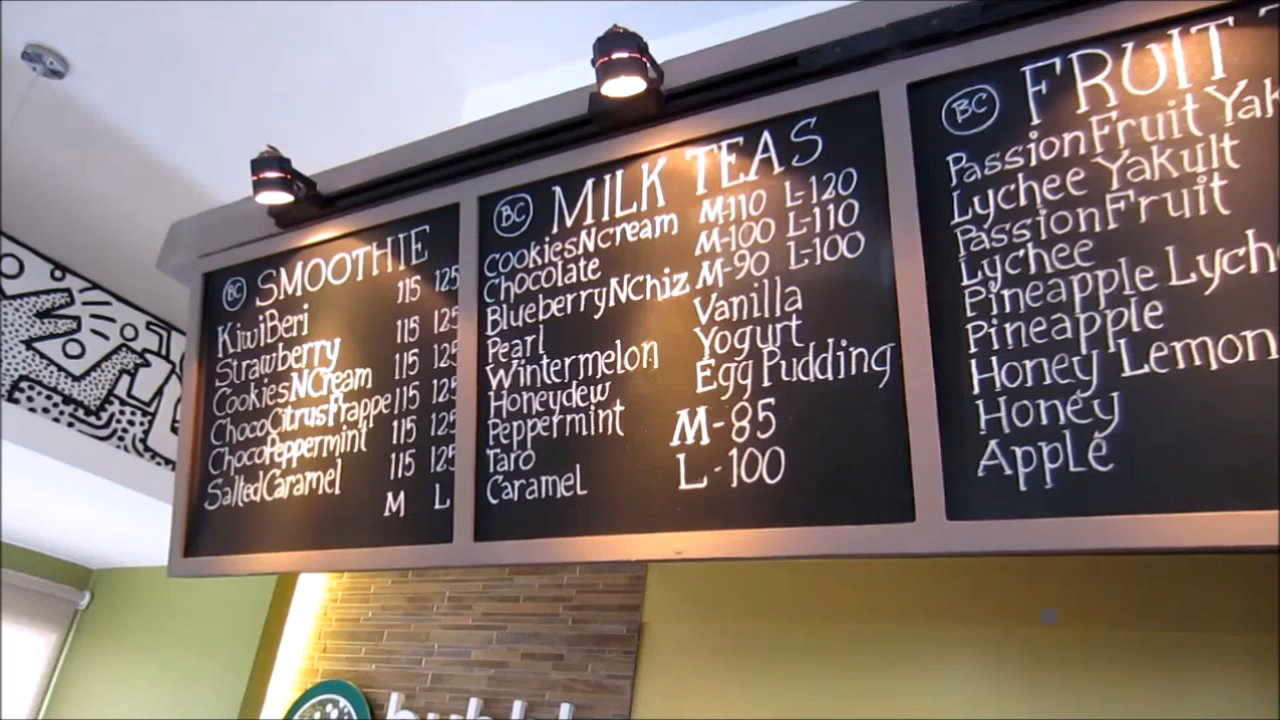 BC SMOOTHIE
KiwiBeri 115 125
Strawberry 115 125
CookiesNCream 115 125
ChocoCitrusFrappe 115 125
ChocoPeppermint 115 125
SaltedCaramel 115 125
M L
BC MILK TEAS
CookiesNcream M-110 L-120
Chocolate M-100 L-110
BlueberryNChiz M-90 L-100
Pearl Vanilla
Wintermelon Yogurt
Honeydew Egg Pudding
Peppermint M-85
Taro L-100
Caramel
BC FRUIT
PassionFruit Yak
Lychee Yakult
PassionFruit
Lychee
Pineapple Lych
Pineapple
Honey Lemon
Honey
Apple